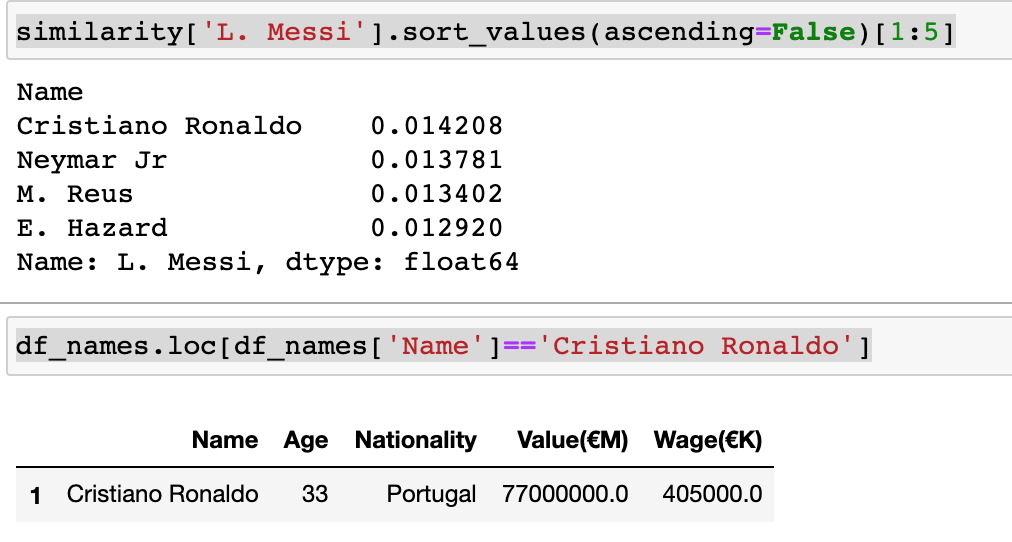 similarity['L. Messi'].sort_values(ascending=False)[1:5]
Name
Cristiano Ronaldo    0.014208
Neymar Jr            0.013781
M. Reus              0.013402
E. Hazard            0.012920
Name: L. Messi, dtype: float64
df_names.loc[df_names['Name']=='Cristiano Ronaldo']
Name Age Nationality Value(€M) Wage(€K)
1 Cristiano Ronaldo 33 Portugal 77000000.0 405000.0